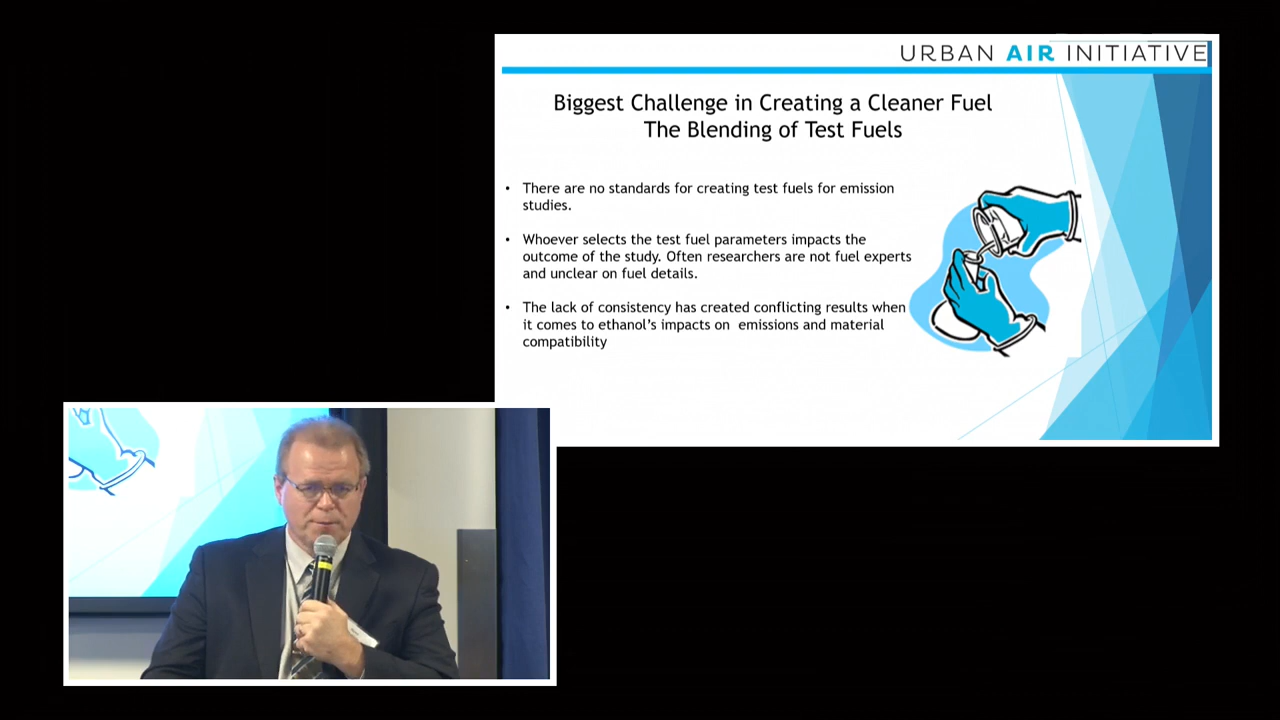 URBAN AIR INITIATIVE
Biggest Challenge in Creating a Cleaner Fuel
The Blending of Test Fuels
• There are no standards for creating test fuels for emission
studies.
• Whoever selects the test fuel parameters impacts the
outcome of the study. Often researchers are not fuel experts
and unclear on fuel details.
• The lack of consistency has created conflicting results when
it comes to ethanol's impacts on  emissions and material
compatibility